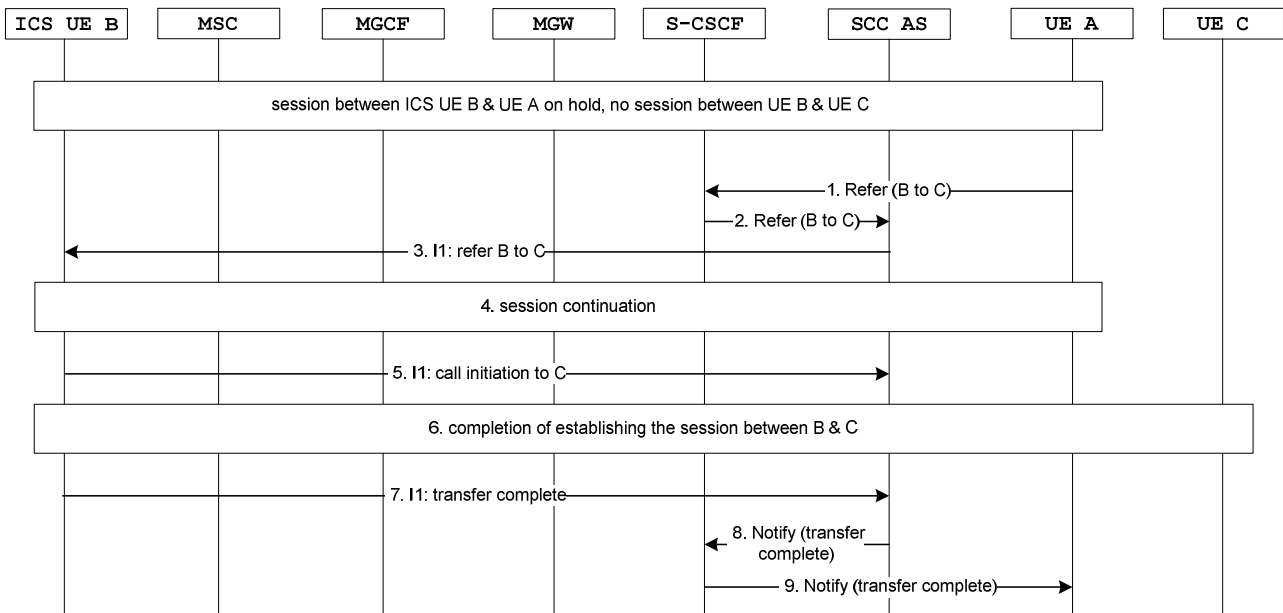 ICS UE B MSC MGCF MGW S-CSCF SCC AS UE A UE C
session between ICS UE B & UE A on hold, no session between UE B & UE C
1. Refer (B to C)
2. Refer (B to C)
3. I1: refer B to C
4. session continuation
5. I1: call initiation to C
6. completion of establishing the session between B & C
7. I1: transfer complete
8. Notify (transfer
complete)
9. Notify (transfer complete)